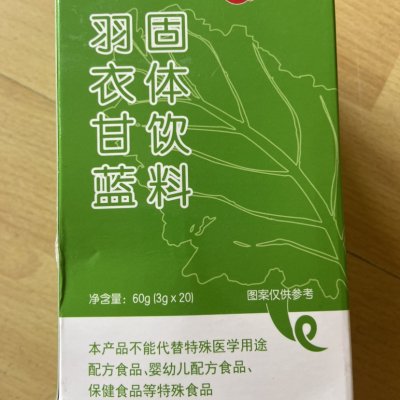 羽衣甘蓝
固体饮料
净含量：60g (3g x 20)
图案仅供参考
本产品不能代替特殊医学用途
配方食品、婴幼儿配方食品、
保健食品等特殊食品